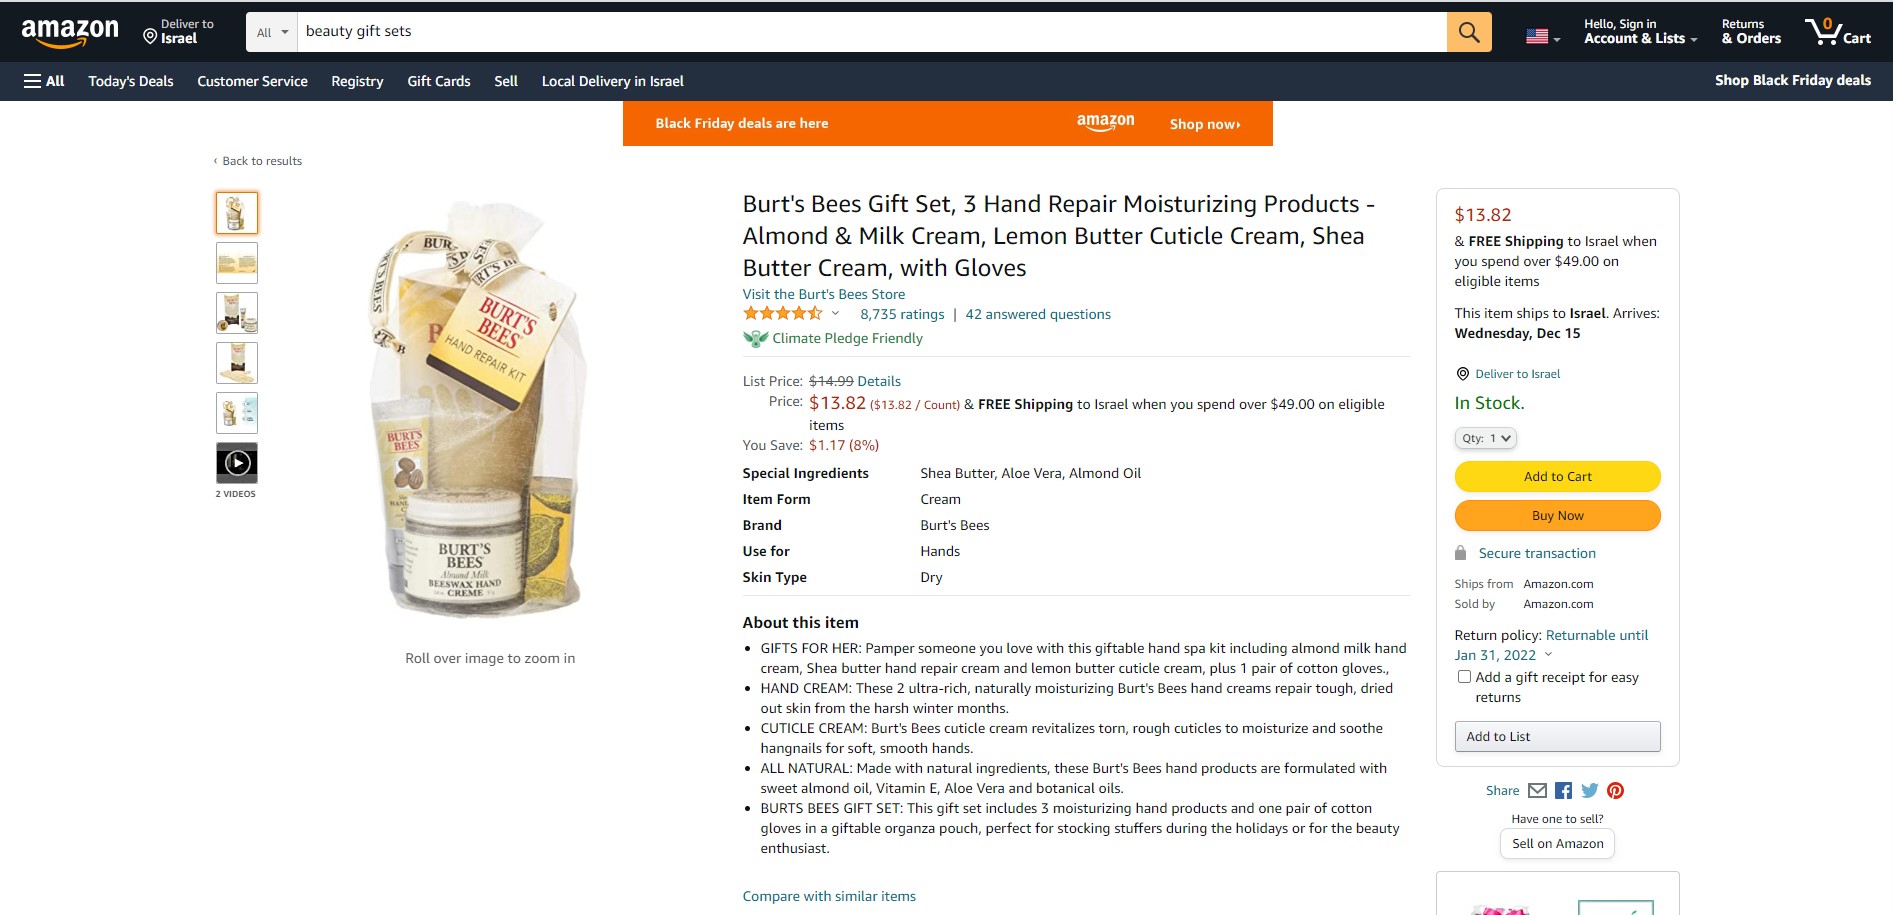 amazon
Deliver to
Israel
All
beauty gift sets
Hello, Sign in
Account & Lists
Returns
& Orders
0
Cart
All
Today's Deals
Customer Service
Registry
Gift Cards
Sell
Local Delivery in Israel
Shop Black Friday deals
Black Friday deals are here
amazon
Shop now
‹ Back to results
2 VIDEOS
BURT'S
BEES
HAND REPAIR KIT
BURT'S
BEES
BURT'S
BEES
Almond Milk
BEESWAX HAND
CREME
Roll over image to zoom in
Burt's Bees Gift Set, 3 Hand Repair Moisturizing Products -
Almond & Milk Cream, Lemon Butter Cuticle Cream, Shea
Butter Cream, with Gloves
Visit the Burt's Bees Store
8,735 ratings | 42 answered questions
Climate Pledge Friendly
List Price: $14.99 Details
Price: $13.82 ($13.82 / Count) & FREE Shipping to Israel when you spend over $49.00 on eligible
items
You Save: $1.17 (8%)
Special Ingredients Shea Butter, Aloe Vera, Almond Oil
Item Form Cream
Brand Burt's Bees
Use for Hands
Skin Type Dry
About this item
• GIFTS FOR HER: Pamper someone you love with this giftable hand spa kit including almond milk hand
cream, Shea butter hand repair cream and lemon butter cuticle cream, plus 1 pair of cotton gloves.,
• HAND CREAM: These 2 ultra-rich, naturally moisturizing Burt's Bees hand creams repair tough, dried
out skin from the harsh winter months.
• CUTICLE CREAM: Burt's Bees cuticle cream revitalizes torn, rough cuticles to moisturize and soothe
hangnails for soft, smooth hands.
• ALL NATURAL: Made with natural ingredients, these Burt's Bees hand products are formulated with
sweet almond oil, Vitamin E, Aloe Vera and botanical oils.
• BURTS BEES GIFT SET: This gift set includes 3 moisturizing hand products and one pair of cotton
gloves in a giftable organza pouch, perfect for stocking stuffers during the holidays or for the beauty
enthusiast.
Compare with similar items
$13.82
& FREE Shipping to Israel when
you spend over $49.00 on
eligible items
This item ships to Israel. Arrives:
Wednesday, Dec 15
Deliver to Israel
In Stock.
Qty: 1
Add to Cart
Buy Now
Secure transaction
Ships from Amazon.com
Sold by Amazon.com
Return policy: Returnable until
Jan 31, 2022
Add a gift receipt for easy
returns
Add to List
Share
Have one to sell?
Sell on Amazon